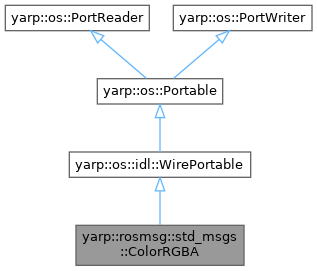 yarp::os::PortReader
yarp::os::PortWriter
yarp::os::Portable
yarp::os::idl::WirePortable
yarp::rosmsg::std_msgs
::ColorRGBA